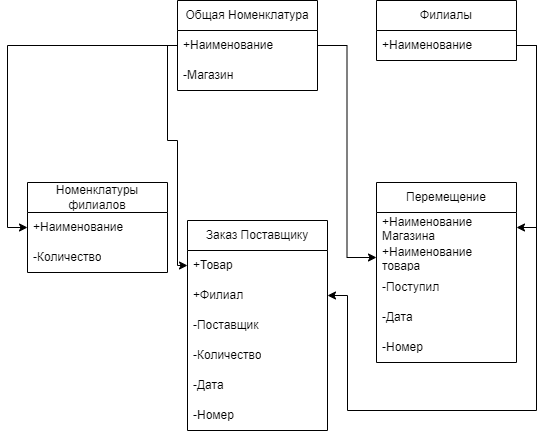 Общая Номенклатура
+Наименование
-Магазин
Филиалы
+Наименование
Номенклатуры
филиалов
+Наименование
-Количество
Заказ Поставщику
+Товар
+Филиал
-Поставщик
-Количество
-Дата
-Номер
Перемещение
+Наименование
Магазина
+Наименование
товара
-Поступил
-Дата
-Номер